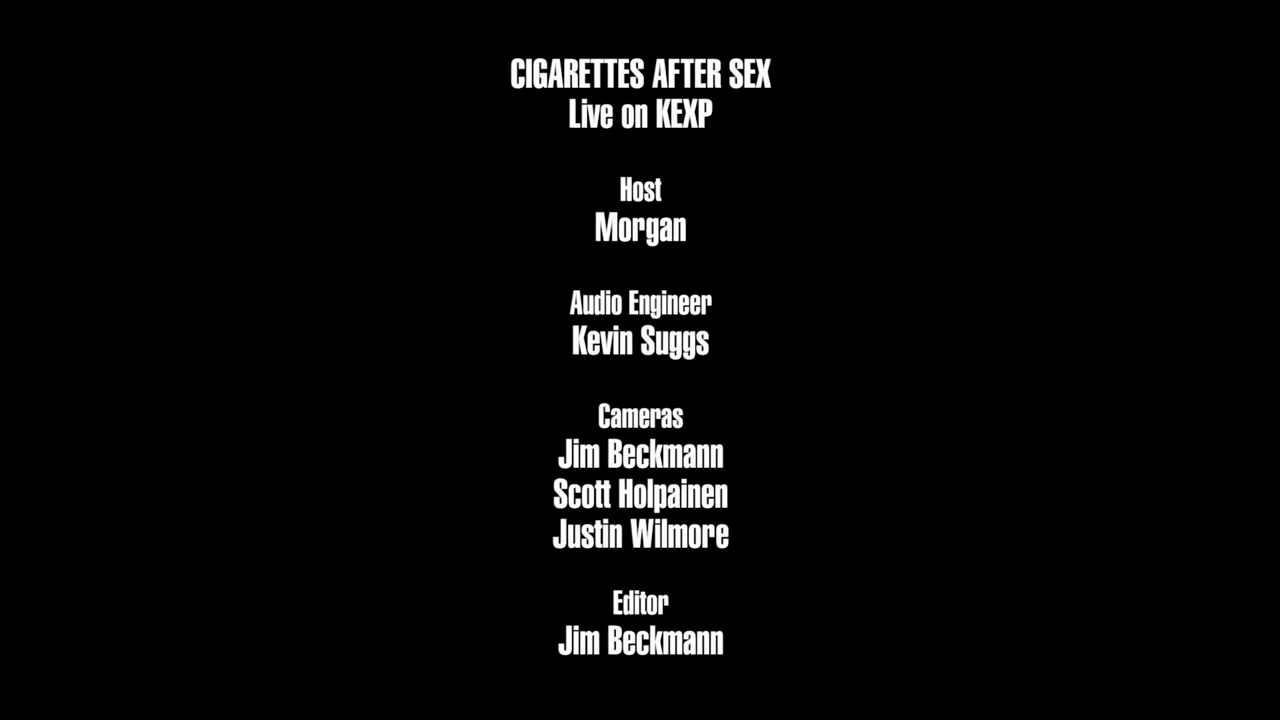 CIGARETTES AFTER SEX
Live on KEXP
Host
Morgan
Audio Engineer
Kevin Suggs
Cameras
Jim Beckmann
Scott Holpainen
Justin Wilmore
Editor
Jim Beckmann